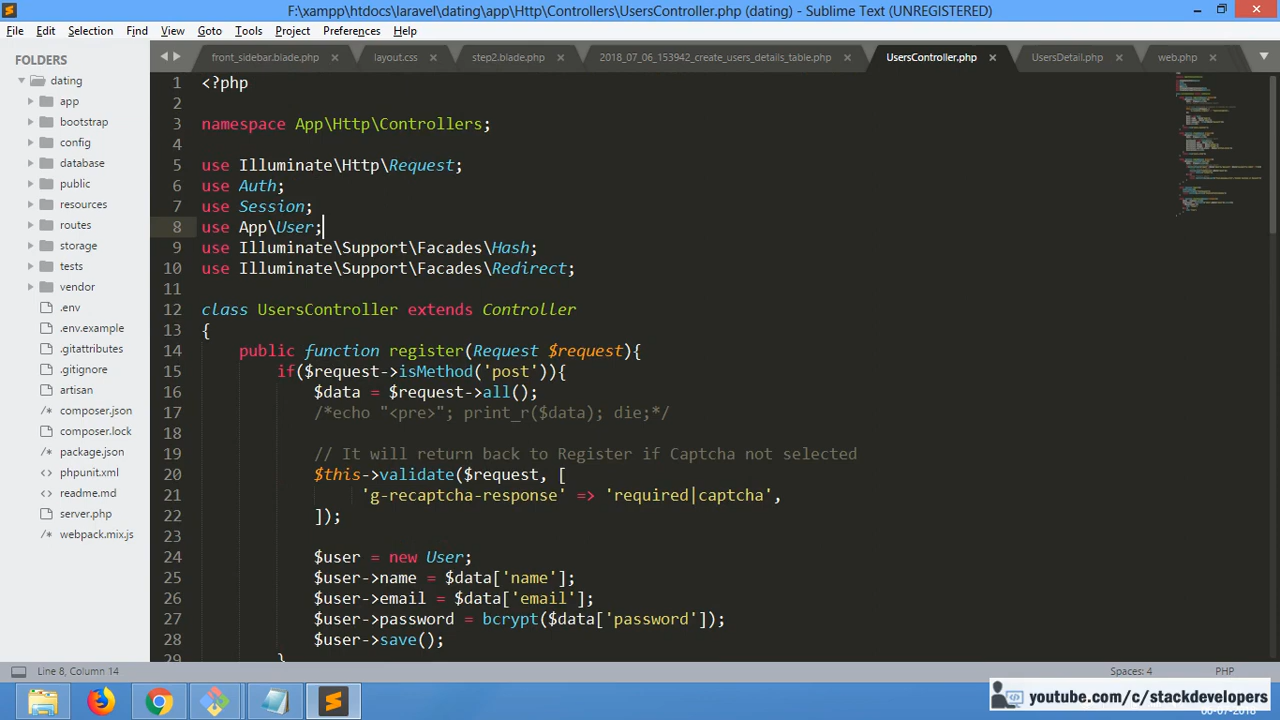 F:\xampp\htdocs\laravel\dating\app\Http\Controllers\UsersController.php (dating) - Sublime Text (UNREGISTERED)
File Edit Selection Find View Goto Tools Project Preferences Help
FOLDERS
dating
app
bootstrap
config
database
public
resources
routes
storage
tests
vendor
.env
.env.example
.gitattributes
.gitignore
artisan
composer.json
composer.lock
package.json
phpunit.xml
readme.md
server.php
webpack.mix.js
front_sidebar.blade.php × layout.css × step2.blade.php × 2018_07_06_153942_create_users_details_table.php × UsersController.php × UsersDetail.php × web.php ×
1 <?php
2
3 namespace App\Http\Controllers;
4
5 use Illuminate\Http\Request;
6 use Auth;
7 use Session;
8 use App\User;
9 use Illuminate\Support\Facades\Hash;
10 use Illuminate\Support\Facades\Redirect;
11
12 class UsersController extends Controller
13 {
14 public function register(Request $request){
15 if($request->isMethod('post')){
16 $data = $request->all();
17 /*echo "<pre>"; print_r($data); die;*/
18
19 // It will return back to Register if Captcha not selected
20 $this->validate($request, [
21 'g-recaptcha-response' => 'required|captcha',
22 ]);
23
24 $user = new User;
25 $user->name = $data['name'];
26 $user->email = $data['email'];
27 $user->password = bcrypt($data['password']);
28 $user->save();
29 }
Line 8, Column 14 Spaces: 4 PHP
youtube.com/c/stackdevelopers